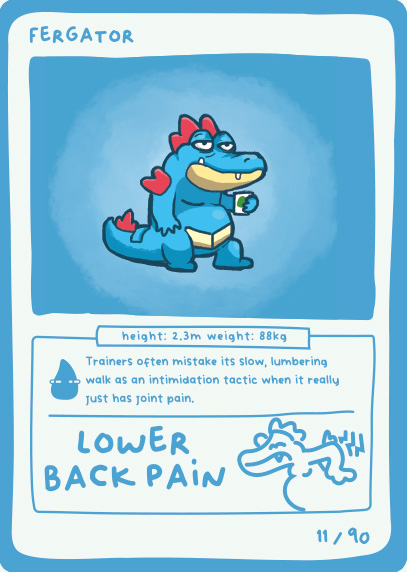 FERGATOR
height: 2.3m weight: 88kg
Trainers often mistake its slow, lumbering
walk as an intimidation tactic when it really
just has joint pain.
LOWER
BACK PAIN
11/90